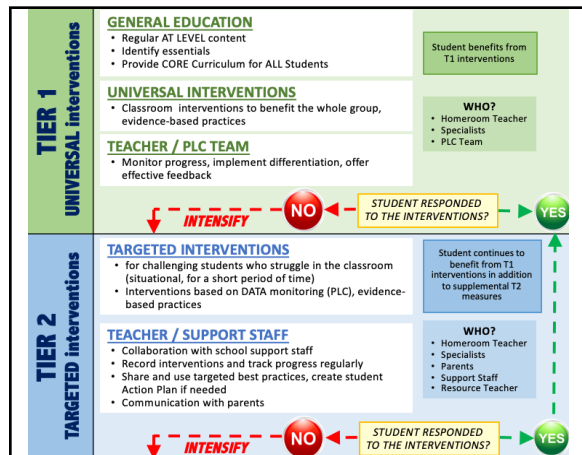 TIER 1
UNIVERSAL interventions
GENERAL EDUCATION
• Regular AT LEVEL content
• Identify essentials
• Provide CORE Curriculum for ALL Students
UNIVERSAL INTERVENTIONS
• Classroom interventions to benefit the whole group,
evidence-based practices
TEACHER / PLC TEAM
• Monitor progress, implement differentiation, offer
effective feedback
Student benefits from
T1 interventions
WHO?
• Homeroom Teacher
• Specialists
• PLC Team
INTENSIFY
NO
STUDENT RESPONDED
TO THE INTERVENTIONS?
YES
TIER 2
TARGETED interventions
TARGETED INTERVENTIONS
• for challenging students who struggle in the classroom
(situational, for a short period of time)
• Interventions based on DATA monitoring (PLC), evidence-
based practices
TEACHER / SUPPORT STAFF
• Collaboration with school support staff
• Record interventions and track progress regularly
• Share and use targeted best practices, create student
Action Plan if needed
• Communication with parents
Student continues to
benefit from T1
interventions in addition
to supplemental T2
measures
WHO?
• Homeroom Teacher
• Specialists
• Parents
• Support Staff
• Resource Teacher
INTENSIFY
NO
STUDENT RESPONDED
TO THE INTERVENTIONS?
YES